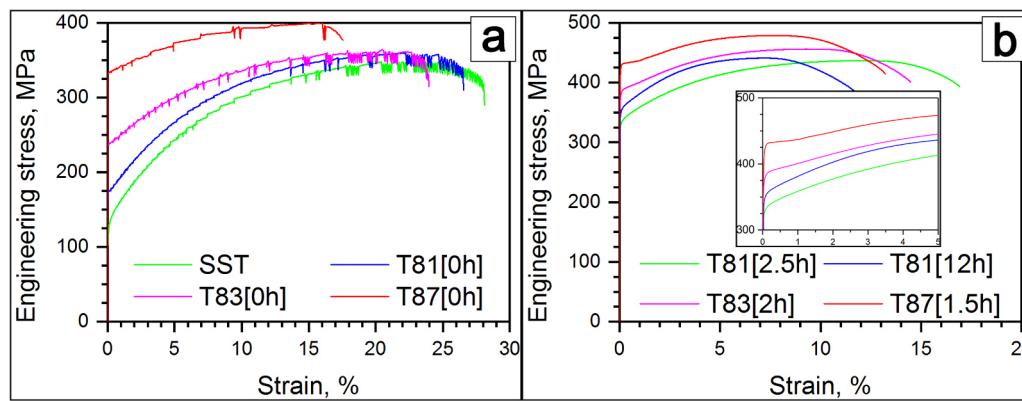 a
Engineering stress, MPa
400
300
200
100
0
0 5 10 15 20 25 30
Strain, %
SST T81[0h]
T83[0h] T87[0h]
b
Engineering stress, MPa
500
400
300
200
100
0
0 5 10 15 2
Strain, %
500
400
300
0 1 2 3 4 5
T81[2.5h] T81[12h]
T83[2h] T87[1.5h]